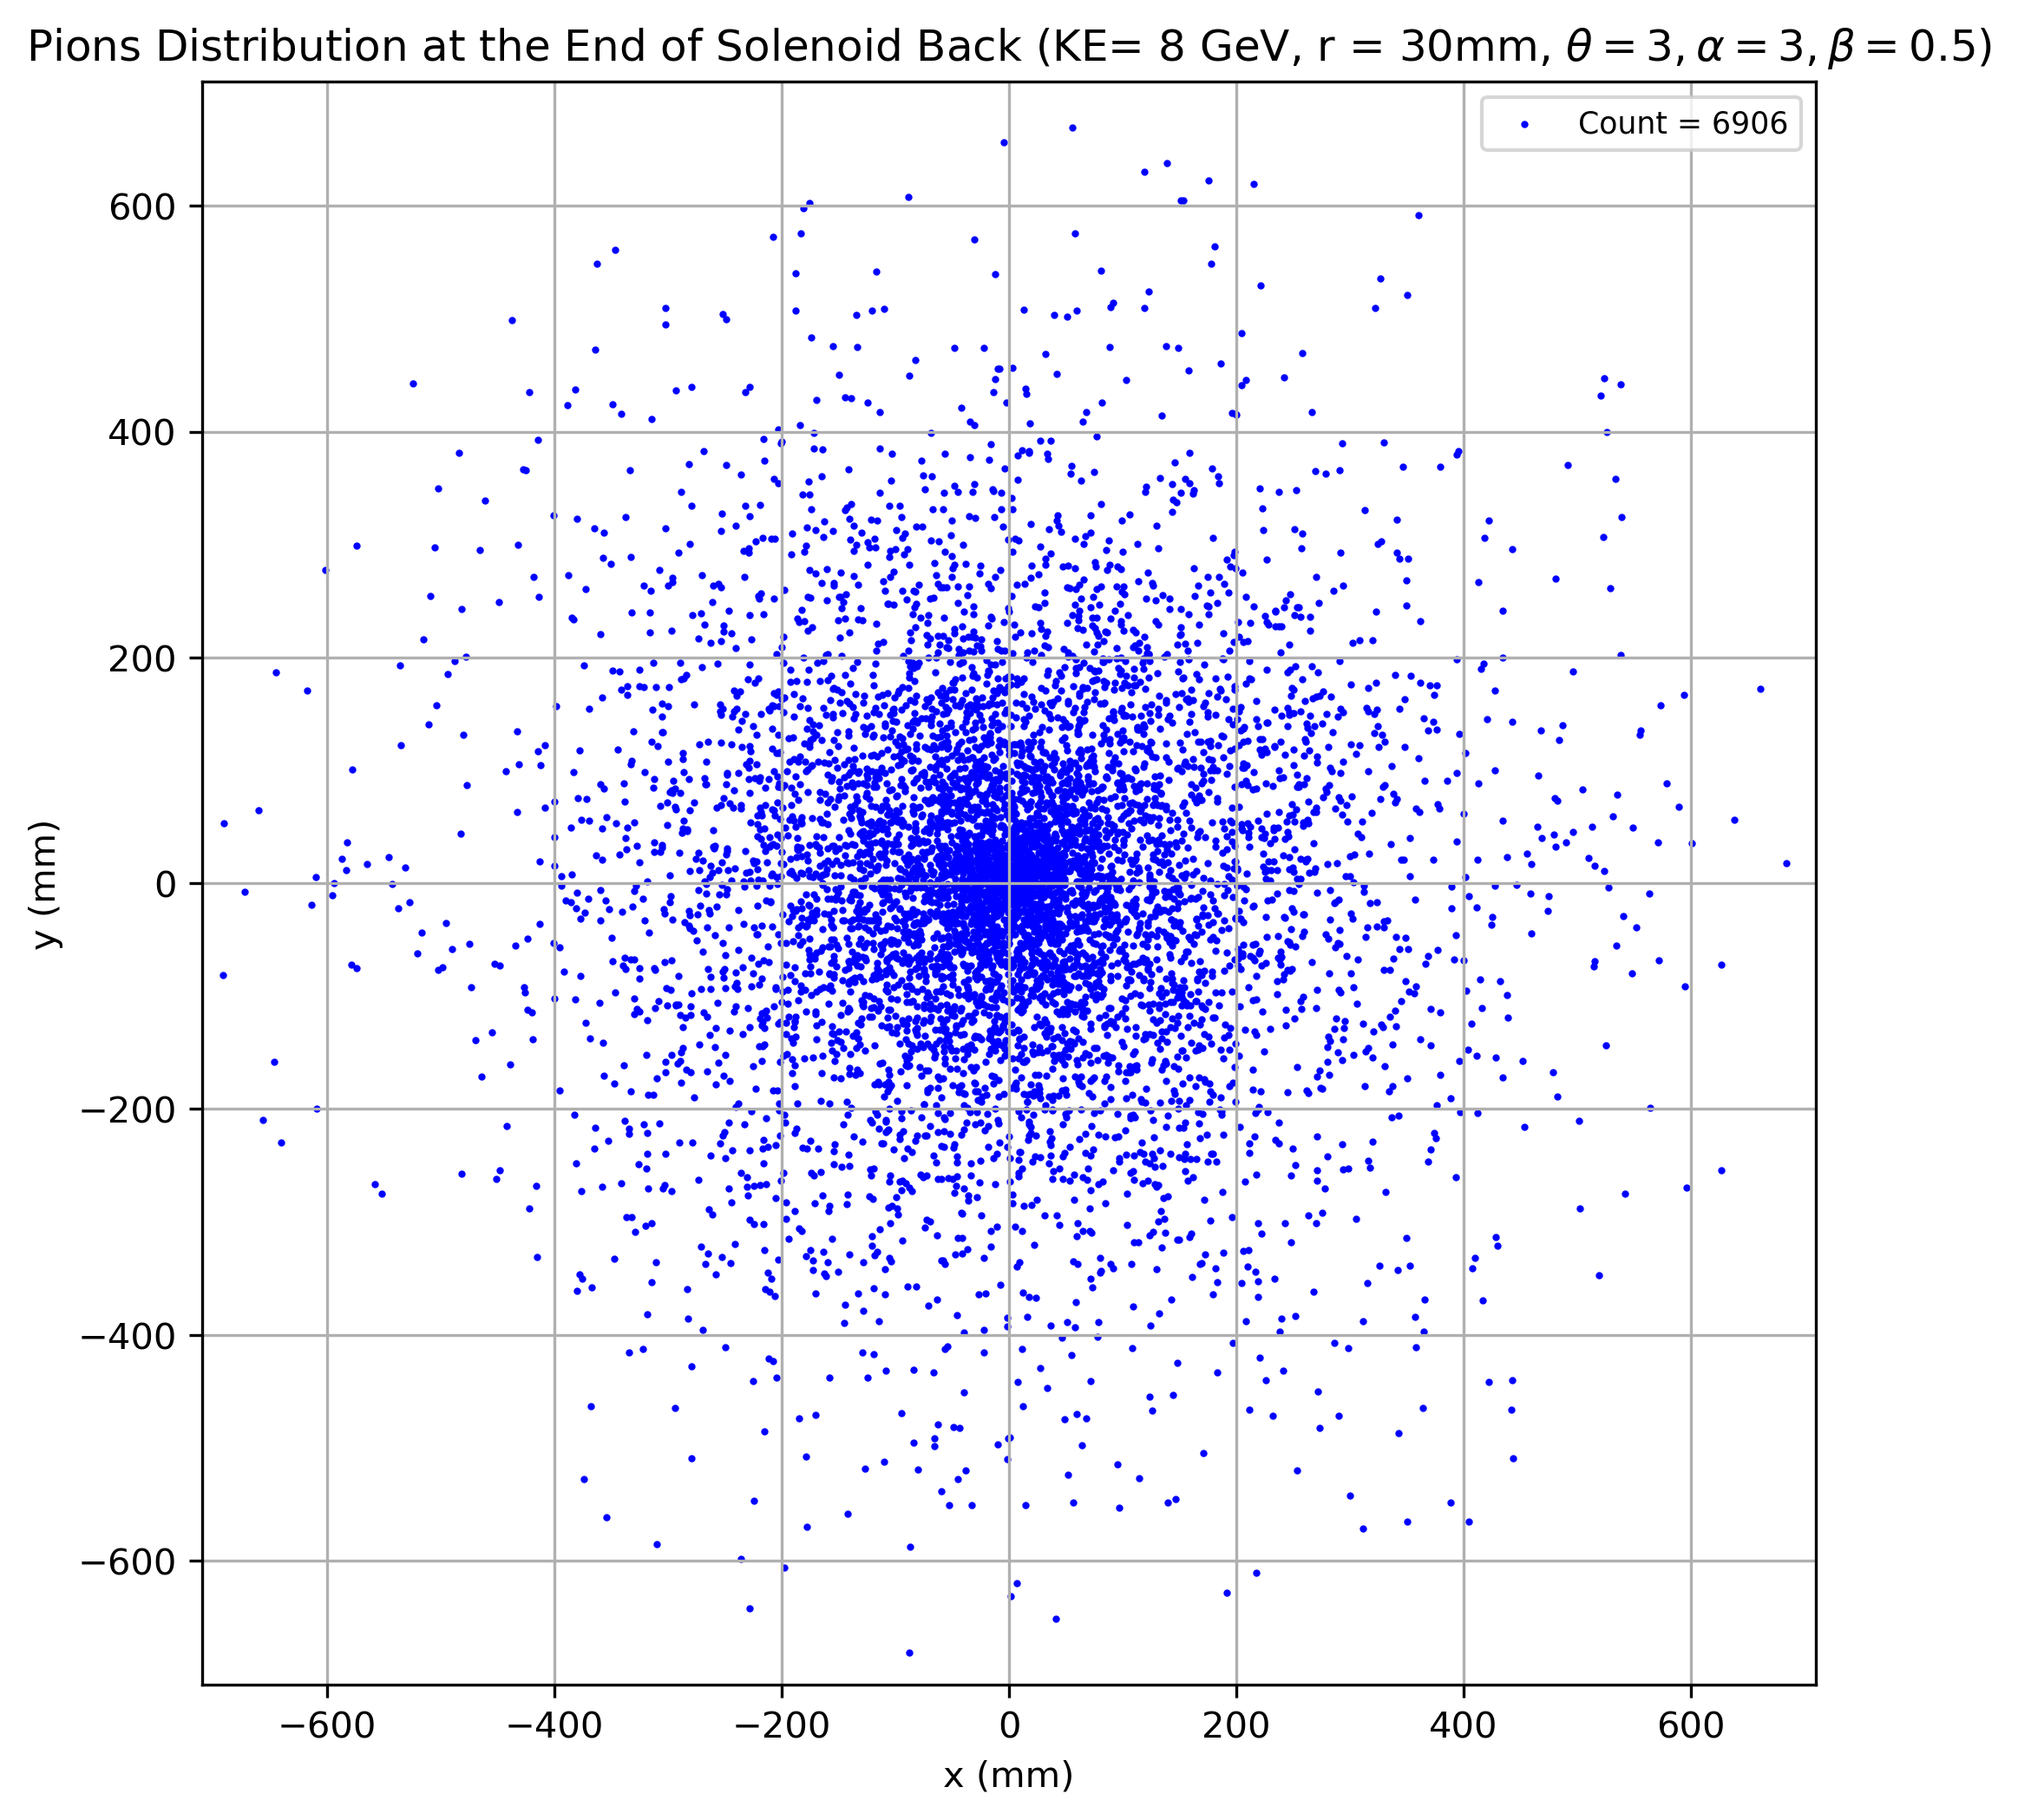 Pions Distribution at the End of Solenoid Back (KE= 8 GeV, r = 30mm, θ = 3, α = 3, β = 0.5)
Count = 6906
600
400
200
0
−200
−400
−600
y (mm)
−600 −400 −200 0 200 400 600
x (mm)